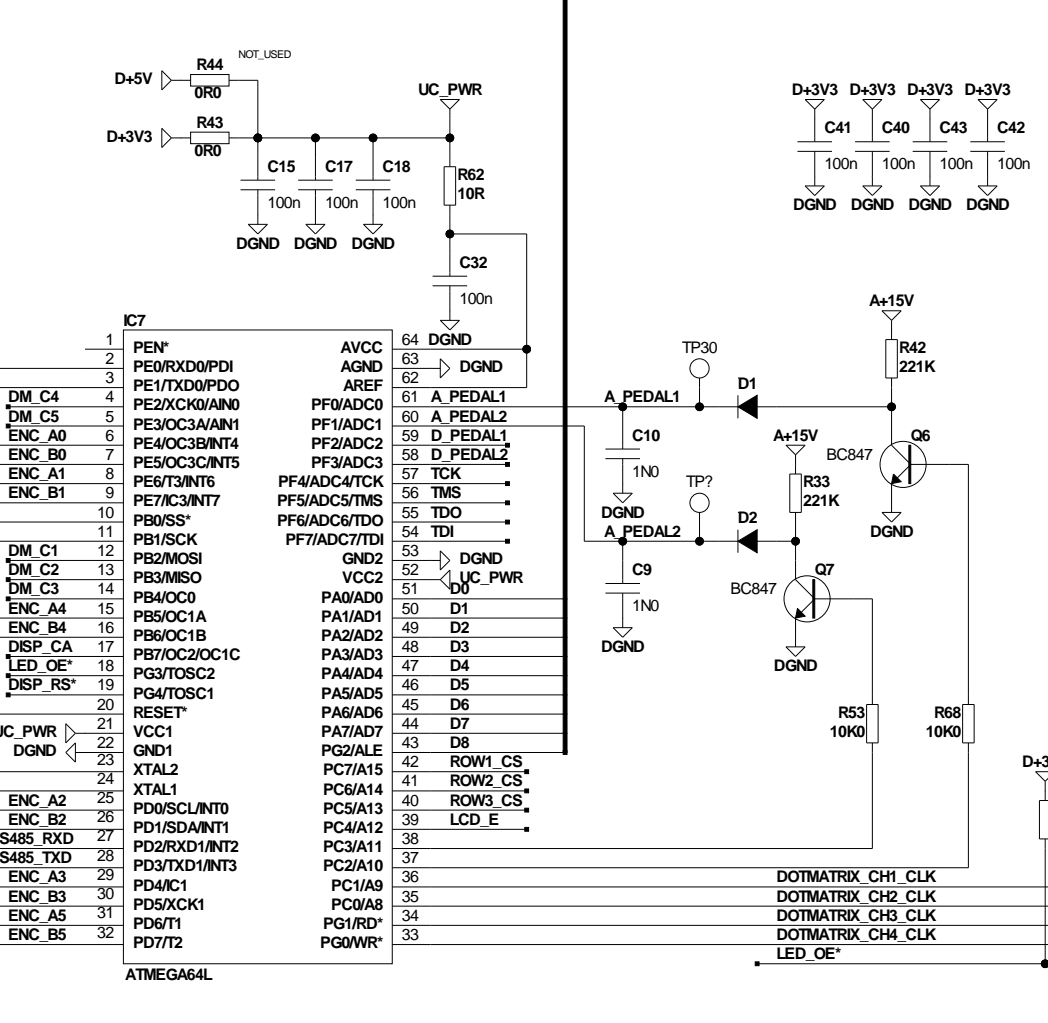 NOT_USED
D+5V R44
0R0
D+3V3 R43
0R0
UC_PWR
C15 C17 C18
100n 100n 100n
DGND DGND DGND
R62
10R
C32
100n
DGND
D+3V3 D+3V3 D+3V3 D+3V3
C41 C40 C43 C42
100n 100n 100n 100n
DGND DGND DGND DGND
IC7
1 PEN* AVCC 64
2 PE0/RXD0/PDI AGND 63 DGND
3 PE1/TXD0/PDO AREF 62
DM_C4 4 PE2/XCK0/AIN0 PF0/ADC0 61 A_PEDAL1
DM_C5 5 PE3/OC3A/AIN1 PF1/ADC1 60 A_PEDAL2
ENC_A0 6 PE4/OC3B/INT4 PF2/ADC2 59 D_PEDAL1
ENC_B0 7 PE5/OC3C/INT5 PF3/ADC3 58 D_PEDAL2
ENC_A1 8 PE6/T3/INT6 PF4/ADC4/TCK 57 TCK
ENC_B1 9 PE7/IC3/INT7 PF5/ADC5/TMS 56 TMS
10 PB0/SS* PF6/ADC6/TDO 55 TDO
11 PB1/SCK PF7/ADC7/TDI 54 TDI
DM_C1 12 PB2/MOSI GND2 53 DGND
DM_C2 13 PB3/MISO VCC2 52 UC_PWR
DM_C3 14 PB4/OC0 PA0/AD0 51 D0
ENC_A4 15 PB5/OC1A PA1/AD1 50 D1
ENC_B4 16 PB6/OC1B PA2/AD2 49 D2
DISP_CA 17 PB7/OC2/OC1C PA3/AD3 48 D3
LED_OE* 18 PG3/TOSC2 PA4/AD4 47 D4
DISP_RS* 19 PG4/TOSC1 PA5/AD5 46 D5
20 RESET* PA6/AD6 45 D6
UC_PWR 21 VCC1 PA7/AD7 44 D7
DGND 22 GND1 PG2/ALE 43 D8
23 XTAL2 PC7/A15 42 ROW1_CS
24 XTAL1 PC6/A14 41 ROW2_CS
ENC_A2 25 PD0/SCL/INT0 PC5/A13 40 ROW3_CS
ENC_B2 26 PD1/SDA/INT1 PC4/A12 39 LCD_E
S485_RXD 27 PD2/RXD1/INT2 PC3/A11 38
S485_TXD 28 PD3/TXD1/INT3 PC2/A10 37
ENC_A3 29 PD4/IC1 PC1/A9 36 DOTMATRIX_CH1_CLK
ENC_B3 30 PD5/XCK1 PC0/A8 35 DOTMATRIX_CH2_CLK
ENC_A5 31 PD6/T1 PG1/RD* 34 DOTMATRIX_CH3_CLK
ENC_B5 32 PD7/T2 PG0/WR* 33 DOTMATRIX_CH4_CLK
LED_OE*
ATMEGA64L
A+15V
R42
221K
TP30
D1
A_PEDAL1
C10
1N0
DGND
A+15V
R33
221K
Q6
BC847
DGND
TP?
D2
A_PEDAL2
C9
1N0
DGND
Q7
BC847
DGND
R53
10K0
R68
10K0
D+3